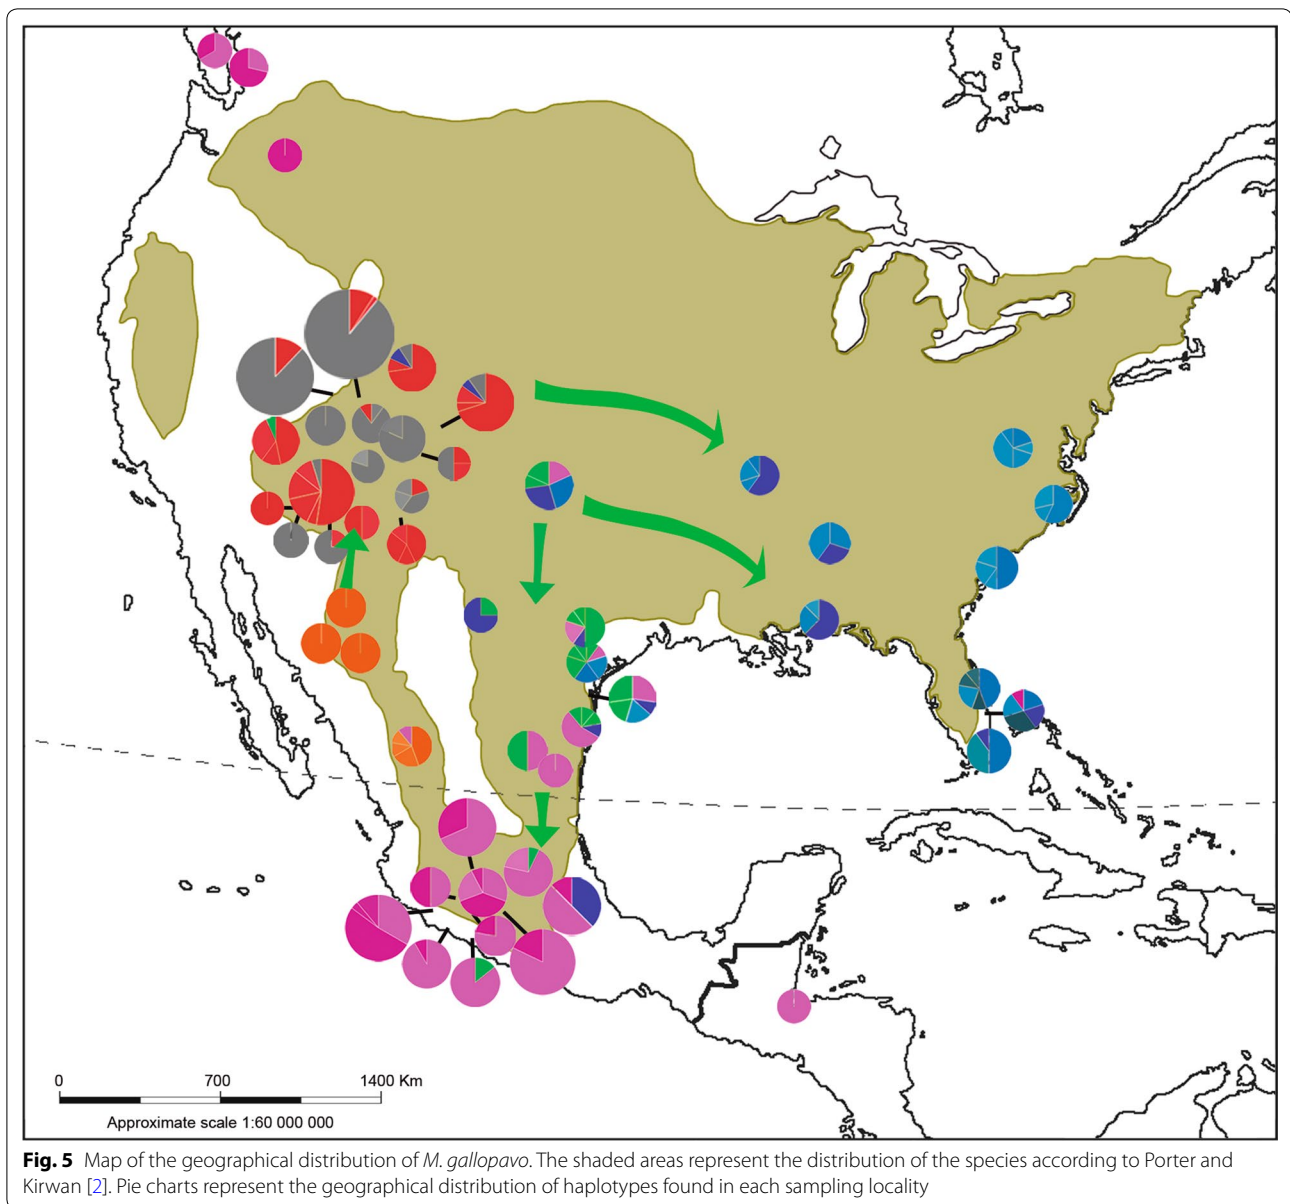 0 700 1400 Km
Approximate scale 1:60 000 000
Fig. 5 Map of the geographical distribution of M. gallopavo. The shaded areas represent the distribution of the species according to Porter and
Kirwan [2]. Pie charts represent the geographical distribution of haplotypes found in each sampling locality